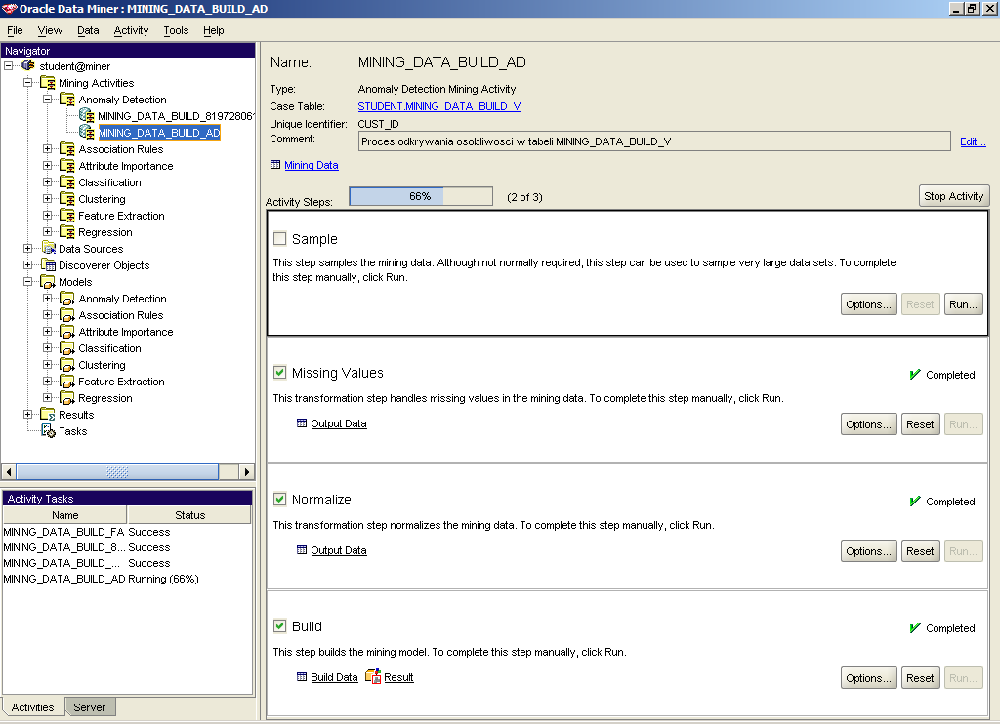 Oracle Data Miner : MINING_DATA_BUILD_AD
File View Data Activity Tools Help
Navigator
student@miner
Mining Activities
Anomaly Detection
MINING_DATA_BUILD_819728061
MINING_DATA_BUILD_AD
Association Rules
Attribute Importance
Classification
Clustering
Feature Extraction
Regression
Data Sources
Discoverer Objects
Models
Anomaly Detection
Association Rules
Attribute Importance
Classification
Clustering
Feature Extraction
Regression
Results
Tasks
Activity Tasks
Name Status
MINING_DATA_BUILD_FA Success
MINING_DATA_BUILD_8... Success
MINING_DATA_BUILD_... Success
MINING_DATA_BUILD_AD Running (66%)
Activities Server
Name: MINING_DATA_BUILD_AD
Type: Anomaly Detection Mining Activity
Case Table: STUDENT.MINING_DATA_BUILD_V
Unique Identifier: CUST_ID
Comment: Proces odkrywania osobliwosci w tabeli MINING_DATA_BUILD_V Edit...
Mining Data
Activity Steps: 66% (2 of 3) Stop Activity
Sample
This step samples the mining data. Although not normally required, this step can be used to sample very large data sets. To complete
this step manually, click Run.
Options... Reset Run...
Missing Values Completed
This transformation step handles missing values in the mining data. To complete this step manually, click Run.
Output Data
Options... Reset Run...
Normalize Completed
This transformation step normalizes the mining data. To complete this step manually, click Run.
Output Data
Options... Reset Run...
Build Completed
This step builds the mining model. To complete this step manually, click Run.
Build Data Result
Options... Reset Run...